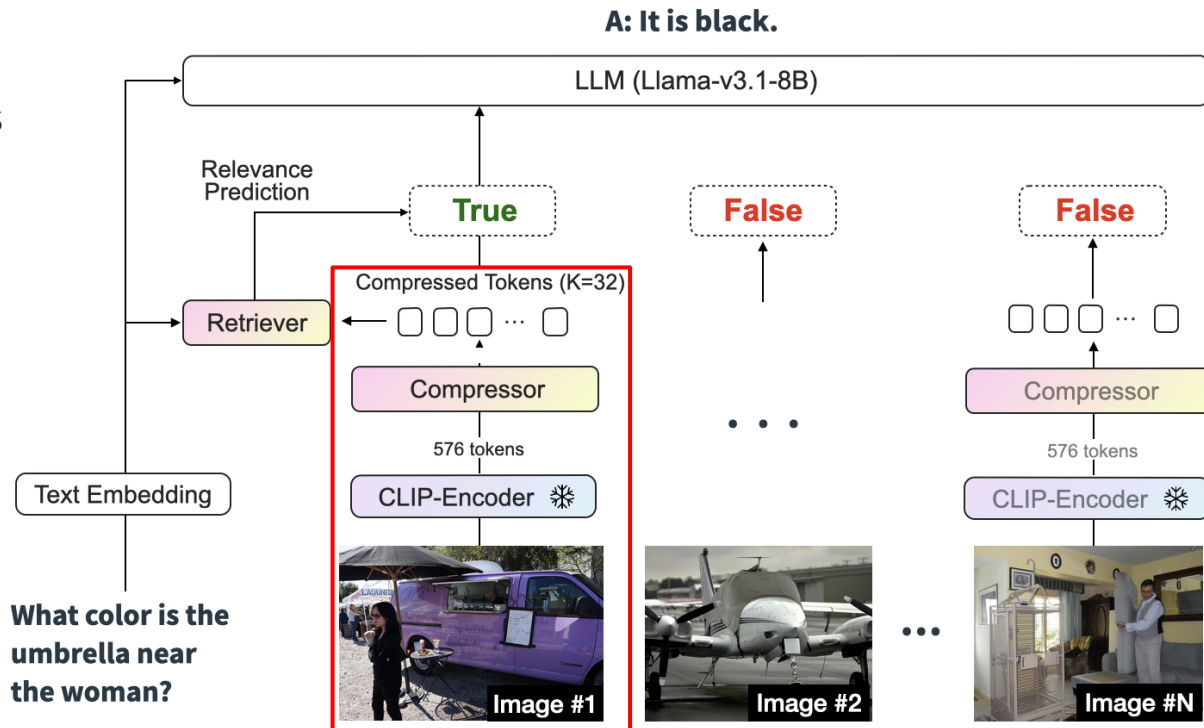 A: It is black.
LLM (Llama-v3.1-8B)
Relevance
Prediction
True
False
False
Compressed Tokens (K=32)
Retriever
...
Compressor
576 tokens
CLIP-Encoder
...
Compressor
576 tokens
CLIP-Encoder
. . .
Text Embedding
What color is the
umbrella near
the woman?
Image #1
Image #2
...
Image #N